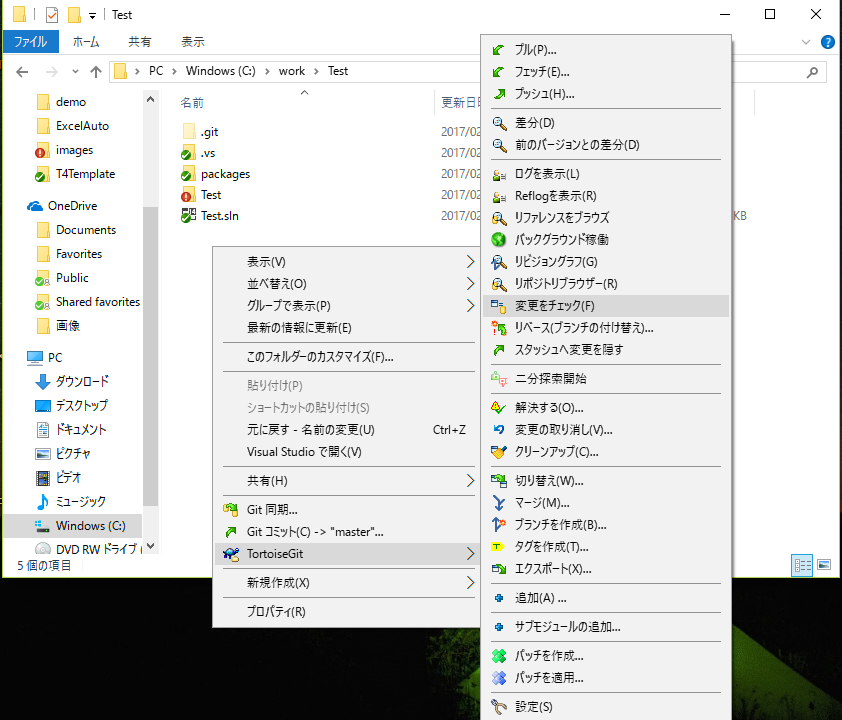 Test
ファイル
ホーム
共有
表示
PC
Windows (C:)
work
Test
demo
ExcelAuto
images
T4Template
OneDrive
Documents
Favorites
Public
Shared favorites
画像
PC
ダウンロード
デスクトップ
ドキュメント
ピクチャ
ビデオ
ミュージック
Windows (C:)
DVD RW ドライブ (
5 個の項目
名前
更新日
.git
2017/02
.vs
2017/02
packages
2017/02
Test
2017/02
Test.sln
2017/02
KB
表示(V)
並べ替え(O)
グループで表示(P)
最新の情報に更新(E)
このフォルダーのカスタマイズ(F)...
貼り付け(P)
ショートカットの貼り付け(S)
元に戻す - 名前の変更(U)
Ctrl+Z
Visual Studio で開く(V)
共有(H)
Git 同期...
Git コミット(C) -> "master"...
TortoiseGit
新規作成(X)
プロパティ(R)
プル(P)...
フェッチ(E)...
プッシュ(H)...
差分(D)
前のバージョンとの差分(D)
ログを表示(L)
Reflogを表示(R)
リファレンスをブラウズ
バックグラウンド稼働
リビジョングラフ(G)
リポジトリブラウザー(R)
変更をチェック(F)
リベース(ブランチの付け替え)...
スタッシュへ変更を隠す
二分探索開始
解決する(O)...
変更の取り消し(V)...
クリーンアップ(C)...
切り替え(W)...
マージ(M)...
ブランチを作成(B)...
タグを作成(T)...
エクスポート(X)...
追加(A) ...
サブモジュールの追加...
パッチを作成...
パッチを適用...
設定(S)